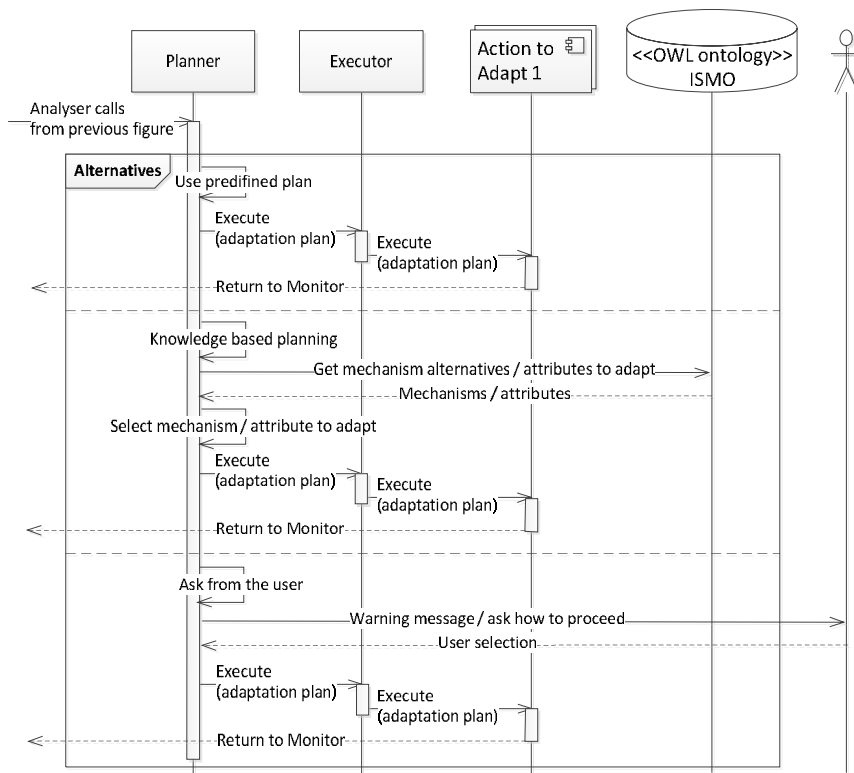 Planner
Executor
Action to
Adapt 1
<<OWL ontology>>
ISMO
Analyser calls
from previous figure
Alternatives
Use predifined plan
Execute
(adaptation plan)
Execute
(adaptation plan)
Return to Monitor
Knowledge based planning
Get mechanism alternatives / attributes to adapt
Mechanisms / attributes
Select mechanism / attribute to adapt
Execute
(adaptation plan)
Execute
(adaptation plan)
Return to Monitor
Ask from the user
Warning message / ask how to proceed
User selection
Execute
(adaptation plan)
Execute
(adaptation plan)
Return to Monitor